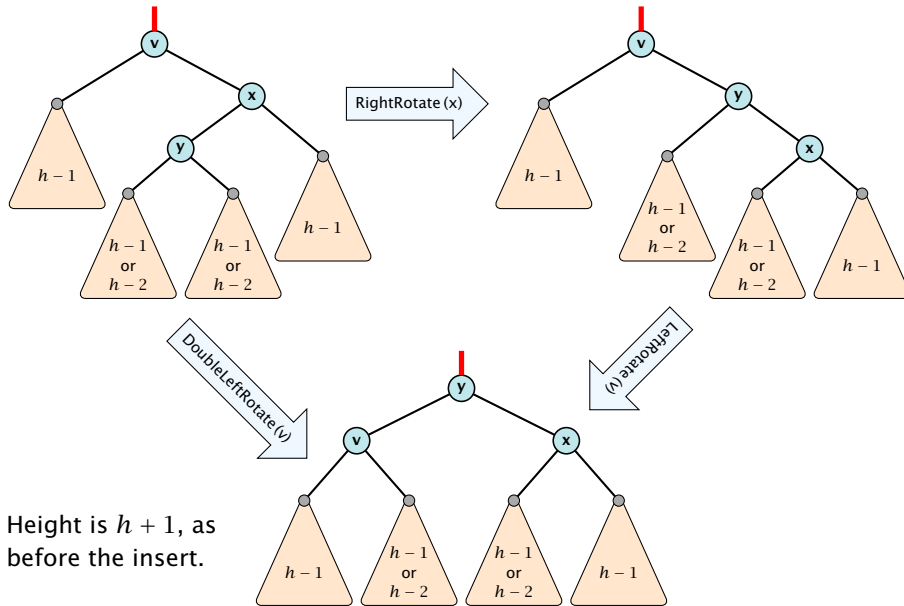 v
x
y
h − 1
h − 1
or
h − 2
h − 1
or
h − 2
h − 1
RightRotate(x)
v
y
x
h − 1
h − 1
or
h − 2
h − 1
or
h − 2
h − 1
DoubleLeftRotate(v)
LeftRotate(v)
y
v
x
h − 1
h − 1
or
h − 2
h − 1
or
h − 2
h − 1
Height is h + 1, as
before the insert.